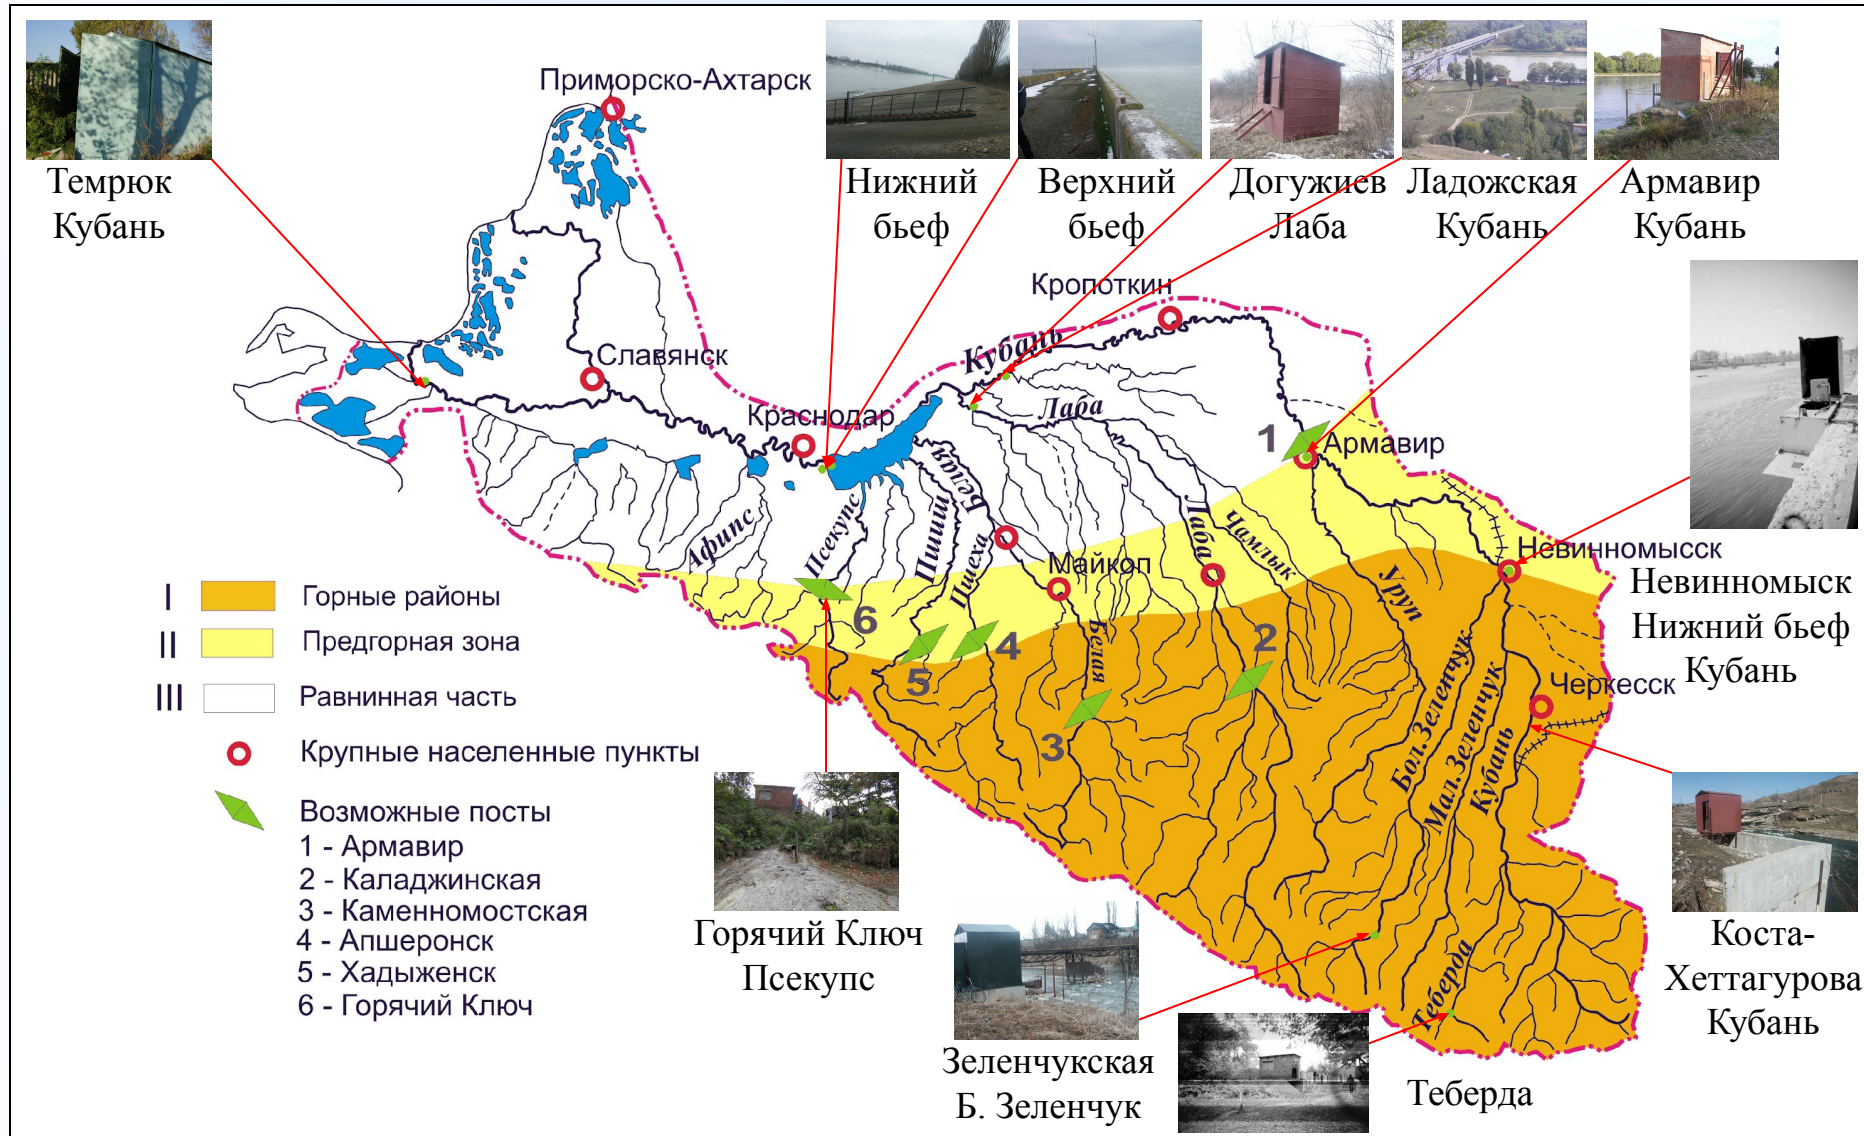 Темрюк
Кубань
Приморско-Ахтарск
Нижний
бьеф
Верхний
бьеф
Догужиев
Лаба
Ладожская
Кубань
Армавир
Кубань
Кропоткин
Кубань
Славянск
Краснодар
Лаба
1
Армавир
Афипс
Псекупс
Пшиш
Белая
Пшеха
Майкоп
Лаба
Чамлык
Уруп
Невинномысск
Невинномыск
Нижний бьеф
Кубань
6
5
4
Белая
3
2
Бол.Зеленчук
Мал.Зеленчук
Кубань
Черкесск
Теберда
I Горные районы
II Предгорная зона
III Равнинная часть
Крупные населенные пункты
Возможные посты
1 - Армавир
2 - Каладжинская
3 - Каменномостская
4 - Апшеронск
5 - Хадыженск
6 - Горячий Ключ
Горячий Ключ
Псекупс
Зеленчукская
Б. Зеленчук
Теберда
Коста-
Хеттагурова
Кубань